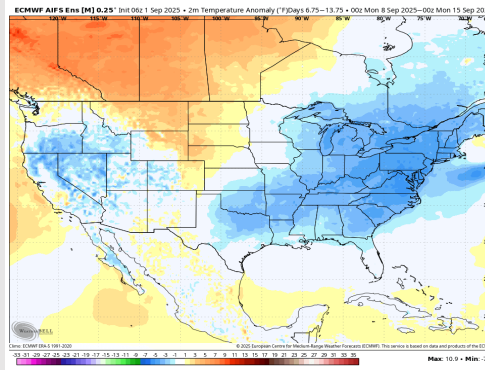 ECMWF AIFS Ens [M] 0.25° Init 06z 1 Sep 2025 • 2m Temperature Anomaly (°F)Days 6.75−13.75 • 00z Mon 8 Sep 2025−00z Mon 15 Sep 20
120°W 115°W 110°W 105°W 95°W 90°W 85°W 80°W 75°W 70°W
WeatherBELL
Climo: ECMWF ERA-5 1991-2020
© 2025 European Centre for Medium-Range Weather Forecasts (ECMWF). This service is based on data and products of the EC
-33 -31 -29 -27 -25 -23 -21 -19 -17 -15 -13 -11 -9 -7 -5 -3 -1 1 3 5 7 9 11 13 15 17 19 21 23 25 27 29 31 33 35
Max: 10.9 • Min: -